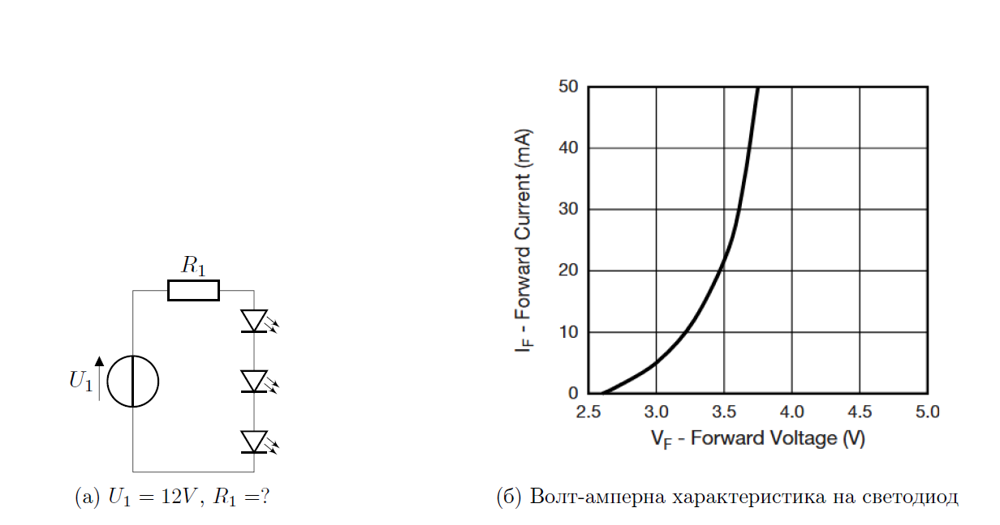 R1
U1
(а) U1 = 12V, R1 =?
50
40
30
20
10
0
IF - Forward Current (mA)
2.5 3.0 3.5 4.0 4.5 5.0
VF - Forward Voltage (V)
(б) Волт-амперна характеристика на светодиод